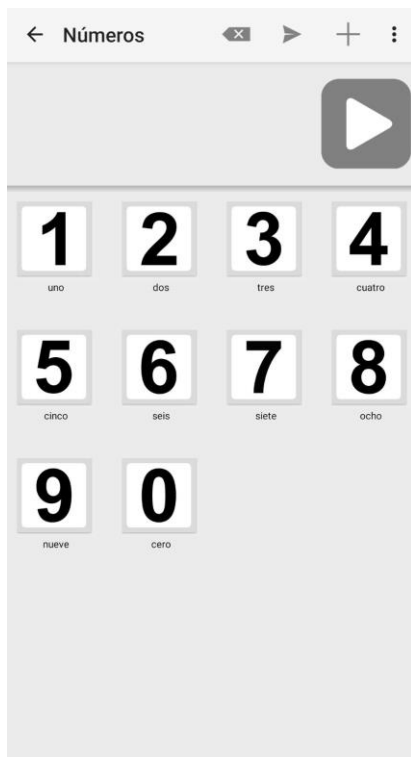 Números
1 2 3 4
uno dos tres cuatro
5 6 7 8
cinco seis siete ocho
9 0
nueve cero